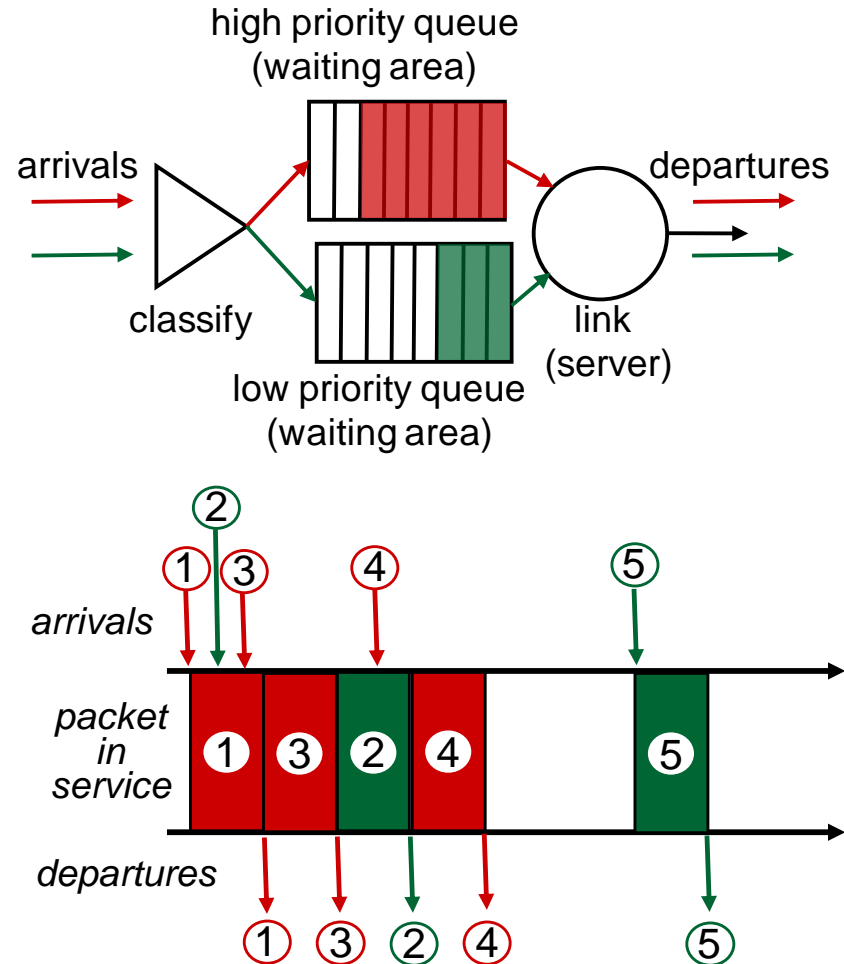 high priority queue
(waiting area)
arrivals
departures
classify
link
(server)
low priority queue
(waiting area)
2
1
3
4
5
arrivals
packet
in
service
1
3
2
4
5
departures
1
3
2
4
5